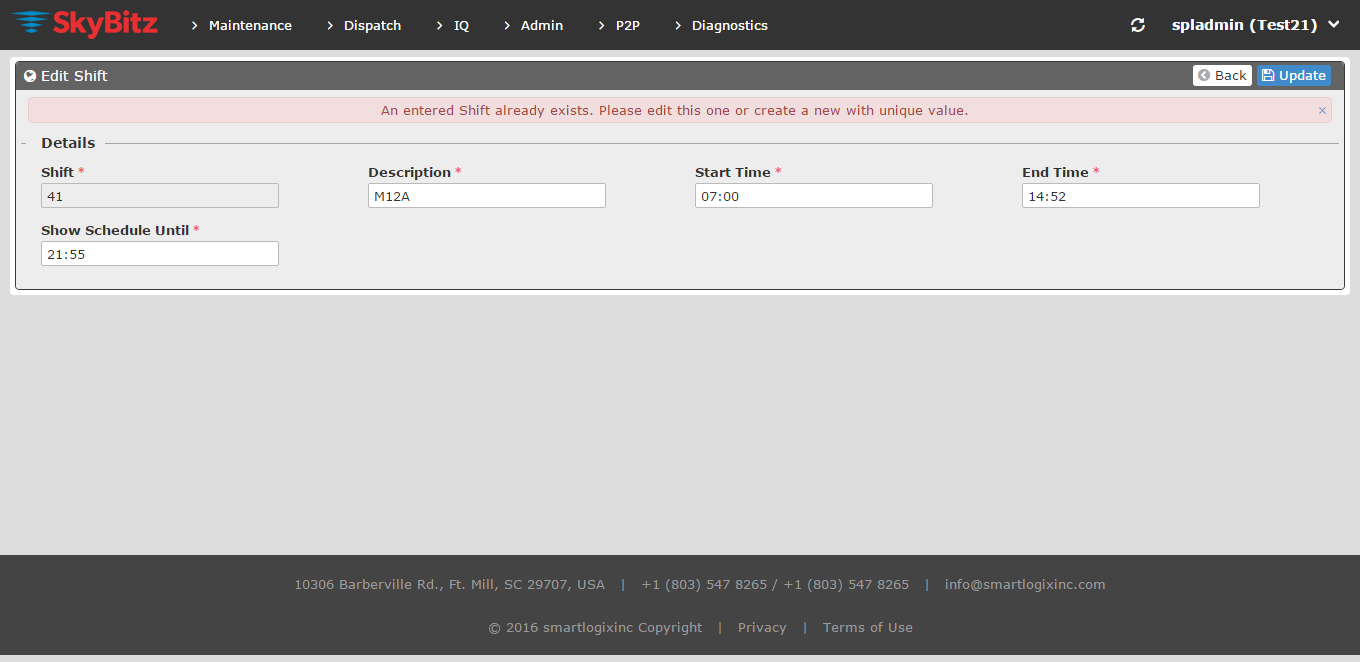 SkyBitz Maintenance Dispatch IQ Admin P2P Diagnostics spladmin (Test21)
Edit Shift Back Update
An entered Shift already exists. Please edit this one or create a new with unique value. ×
Details
Shift * Description * Start Time * End Time *
41 M12A 07:00 14:52
Show Schedule Until *
21:55
10306 Barberville Rd., Ft. Mill, SC 29707, USA | +1 (803) 547 8265 / +1 (803) 547 8265 | info@smartlogixinc.com
© 2016 smartlogixinc Copyright | Privacy | Terms of Use